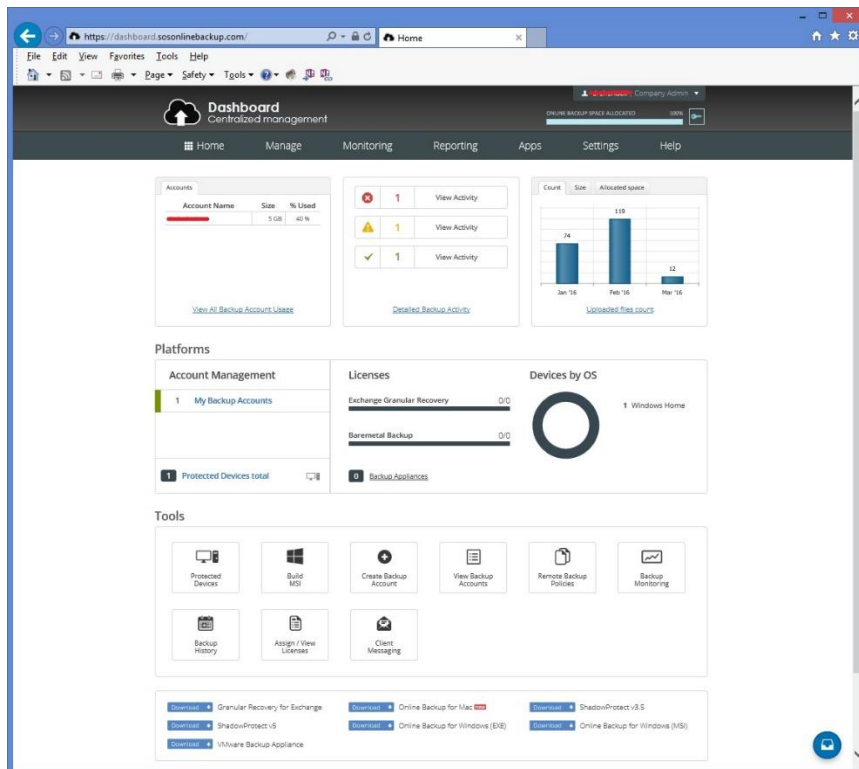 https://dashboard.sosonlinebackup.com/
Home
File Edit View Favorites Tools Help
Page Safety Tools
Dashboard
Centralized management
Company Admin
ONLINE BACKUP SPACE ALLOCATED 100%
Home Manage Monitoring Reporting Apps Settings Help
Accounts
Account Name Size % Used
5 GB 40 %
View All Backup Account Usage
1 View Activity
1 View Activity
1 View Activity
Detailed Backup Activity
Count Size Allocated space
119
74
12
Jan '16 Feb '16 Mar '16
Uploaded files count
Platforms
Account Management
1 My Backup Accounts
1 Protected Devices total
Licenses
Exchange Granular Recovery 0/0
Baremetal Backup 0/0
0 Backup Appliances
Devices by OS
1 Windows Home
Tools
Protected
Devices
Build
MSI
Create Backup
Account
View Backup
Accounts
Remote Backup
Policies
Backup
Monitoring
Backup
History
Assign / View
Licenses
Client
Messaging
Download Granular Recovery for Exchange
Download Online Backup for Mac
Download ShadowProtect v3.5
Download ShadowProtect v5
Download Online Backup for Windows (EXE)
Download Online Backup for Windows (MSI)
Download VMware Backup Appliance